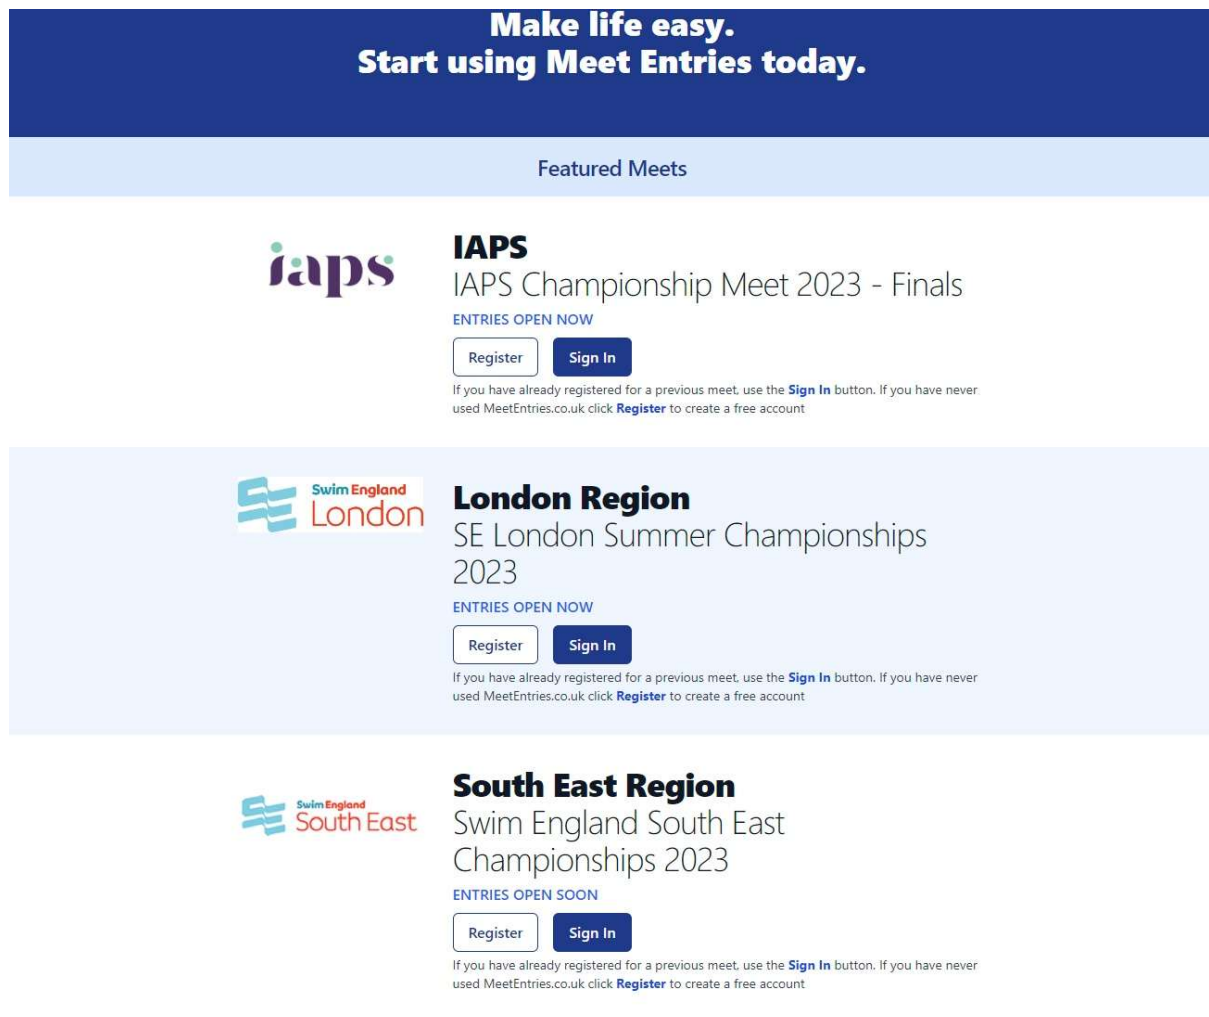 Make life easy.
Start using Meet Entries today.
Featured Meets
iaps
IAPS
IAPS Championship Meet 2023 - Finals
ENTRIES OPEN NOW
Register
Sign In
If you have already registered for a previous meet, use the Sign In button. If you have never
used MeetEntries.co.uk click Register to create a free account
Swim England
London
London Region
SE London Summer Championships
2023
ENTRIES OPEN NOW
Register
Sign In
If you have already registered for a previous meet, use the Sign In button. If you have never
used MeetEntries.co.uk click Register to create a free account
Swim England
South East
South East Region
Swim England South East
Championships 2023
ENTRIES OPEN SOON
Register
Sign In
If you have already registered for a previous meet, use the Sign In button. If you have never
used MeetEntries.co.uk click Register to create a free account